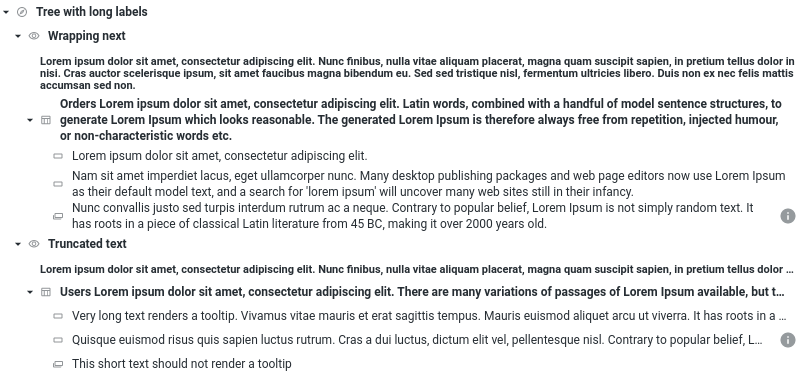 Tree with long labels
Wrapping next
Lorem ipsum dolor sit amet, consectetur adipiscing elit. Nunc finibus, nulla vitae aliquam placerat, magna quam suscipit sapien, in pretium tellus dolor in
nisi. Cras auctor scelerisque ipsum, sit amet faucibus magna bibendum eu. Sed sed tristique nisl, fermentum ultricies libero. Duis non ex nec felis mattis
accumsan sed non.
Orders Lorem ipsum dolor sit amet, consectetur adipiscing elit. Latin words, combined with a handful of model sentence structures, to
generate Lorem Ipsum which looks reasonable. The generated Lorem Ipsum is therefore always free from repetition, injected humour,
or non-characteristic words etc.
Lorem ipsum dolor sit amet, consectetur adipiscing elit.
Nam sit amet imperdiet lacus, eget ullamcorper nunc. Many desktop publishing packages and web page editors now use Lorem Ipsum
as their default model text, and a search for 'lorem ipsum' will uncover many web sites still in their infancy.
Nunc convallis justo sed turpis interdum rutrum ac a neque. Contrary to popular belief, Lorem Ipsum is not simply random text. It
has roots in a piece of classical Latin literature from 45 BC, making it over 2000 years old.
Truncated text
Lorem ipsum dolor sit amet, consectetur adipiscing elit. Nunc finibus, nulla vitae aliquam placerat, magna quam suscipit sapien, in pretium tellus dolor ...
Users Lorem ipsum dolor sit amet, consectetur adipiscing elit. There are many variations of passages of Lorem Ipsum available, but t...
Very long text renders a tooltip. Vivamus vitae mauris et erat sagittis tempus. Mauris euismod aliquet arcu ut viverra. It has roots in a ...
Quisque euismod risus quis sapien luctus rutrum. Cras a dui luctus, dictum elit vel, pellentesque nisl. Contrary to popular belief, L...
This short text should not render a tooltip